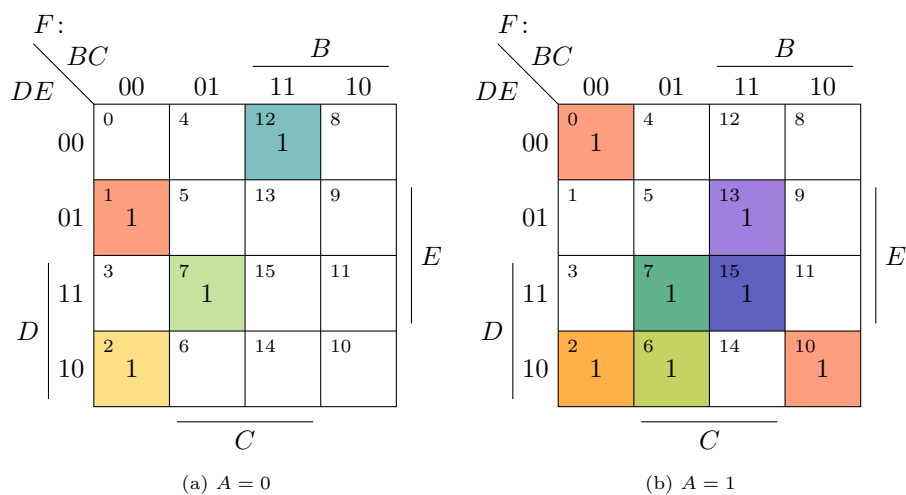 F: F:
BC B BC B
DE 00 01 11 10 DE 00 01 11 10
00 0 4 12 1 8 00 0 1 4 12 8
01 1 1 5 13 9 01 1 5 13 1 9
E E
11 3 7 1 15 11 11 3 7 1 15 1 11
D D
10 2 1 6 14 10 10 2 1 6 1 14 10 1
C C
(a) A = 0 (b) A = 1